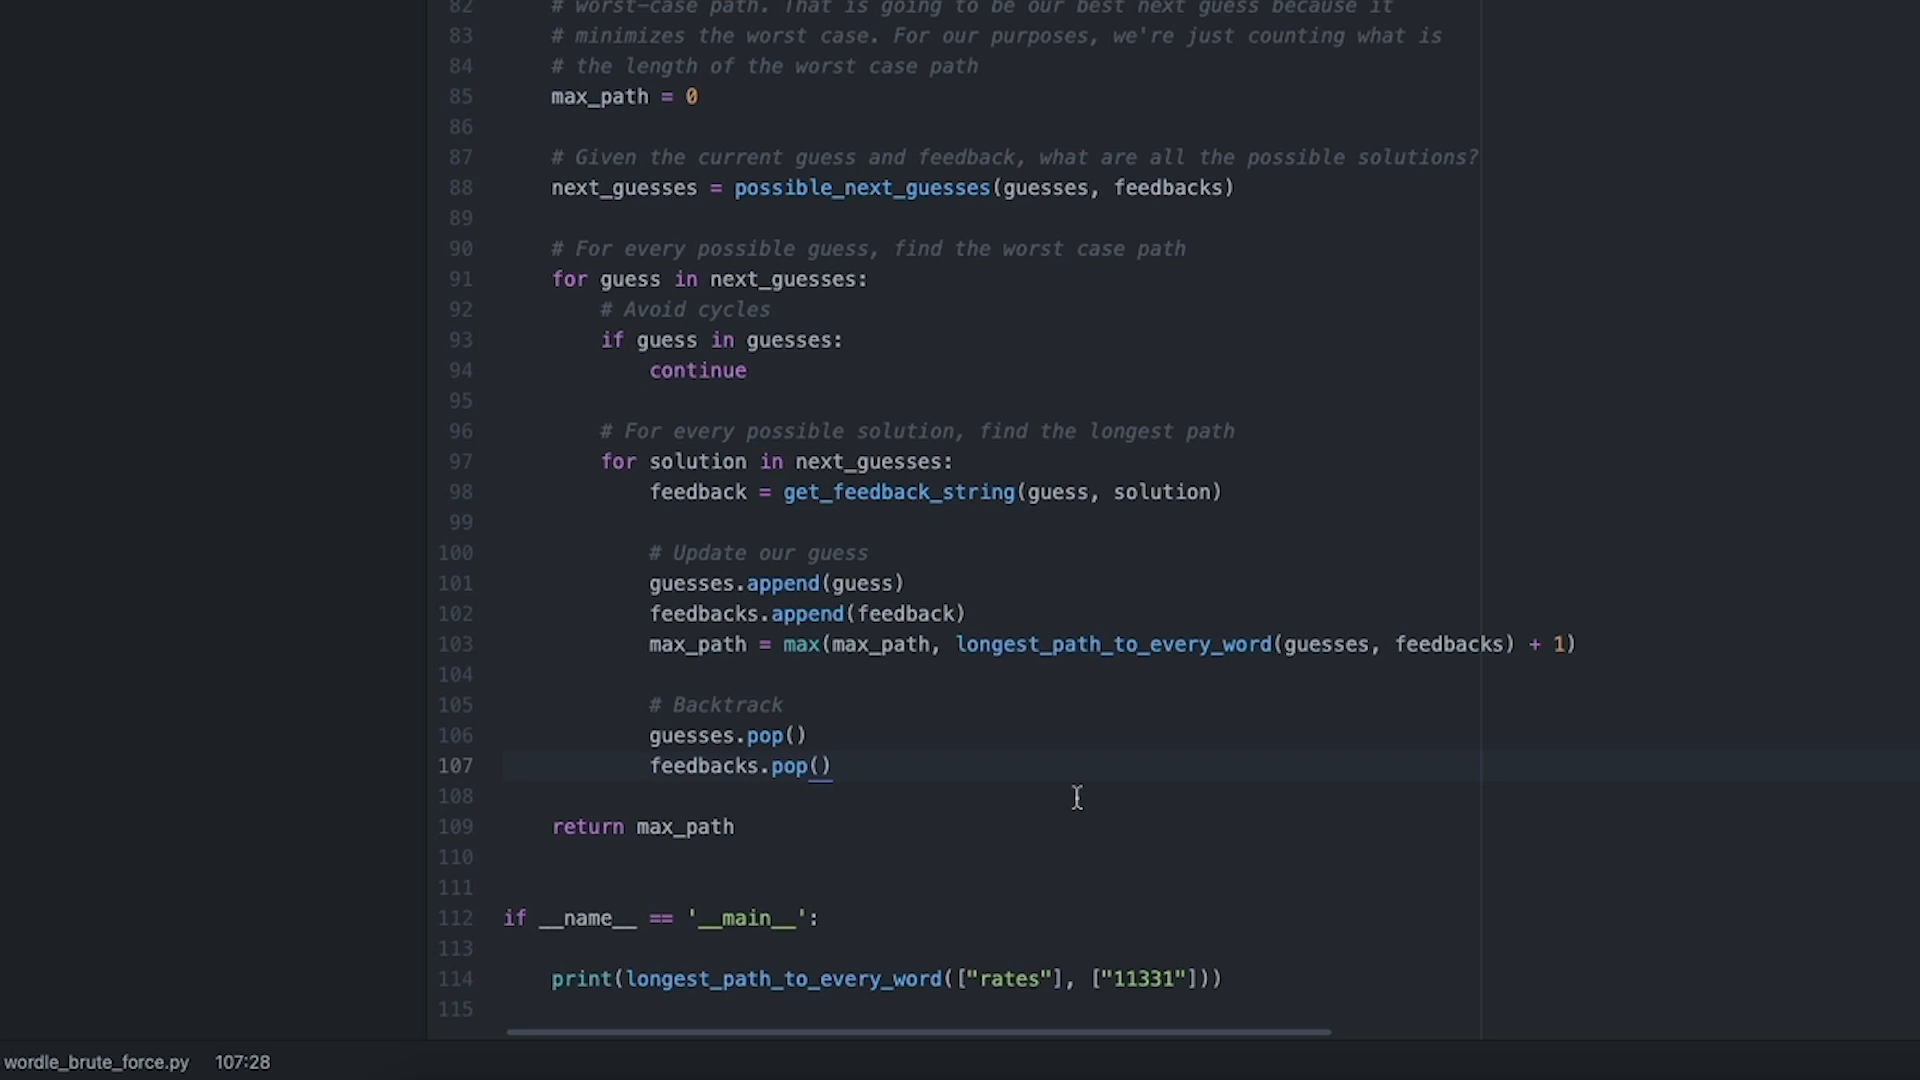 82 # worst-case path. That is going to be our best next guess because it
83 # minimizes the worst case. For our purposes, we're just counting what is
84 # the length of the worst case path
85 max_path = 0
86
87 # Given the current guess and feedback, what are all the possible solutions?
88 next_guesses = possible_next_guesses(guesses, feedbacks)
89
90 # For every possible guess, find the worst case path
91 for guess in next_guesses:
92 # Avoid cycles
93 if guess in guesses:
94 continue
95
96 # For every possible solution, find the longest path
97 for solution in next_guesses:
98 feedback = get_feedback_string(guess, solution)
99
100 # Update our guess
101 guesses.append(guess)
102 feedbacks.append(feedback)
103 max_path = max(max_path, longest_path_to_every_word(guesses, feedbacks) + 1)
104
105 # Backtrack
106 guesses.pop()
107 feedbacks.pop()
108
109 return max_path
110
111
112 if __name__ == '__main__':
113
114 print(longest_path_to_every_word(["rates"], ["11331"]))
115
wordle_brute_force.py 107:28